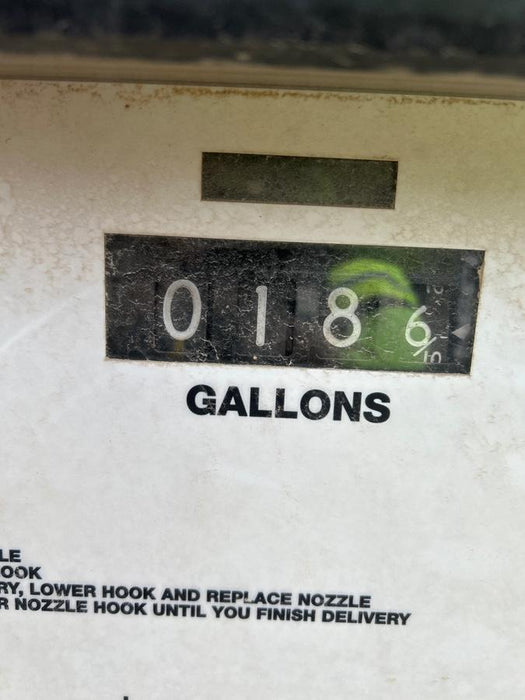 0 1 8 6/10
GALLONS
LE
OOK
RY, LOWER HOOK AND REPLACE NOZZLE
R NOZZLE HOOK UNTIL YOU FINISH DELIVERY